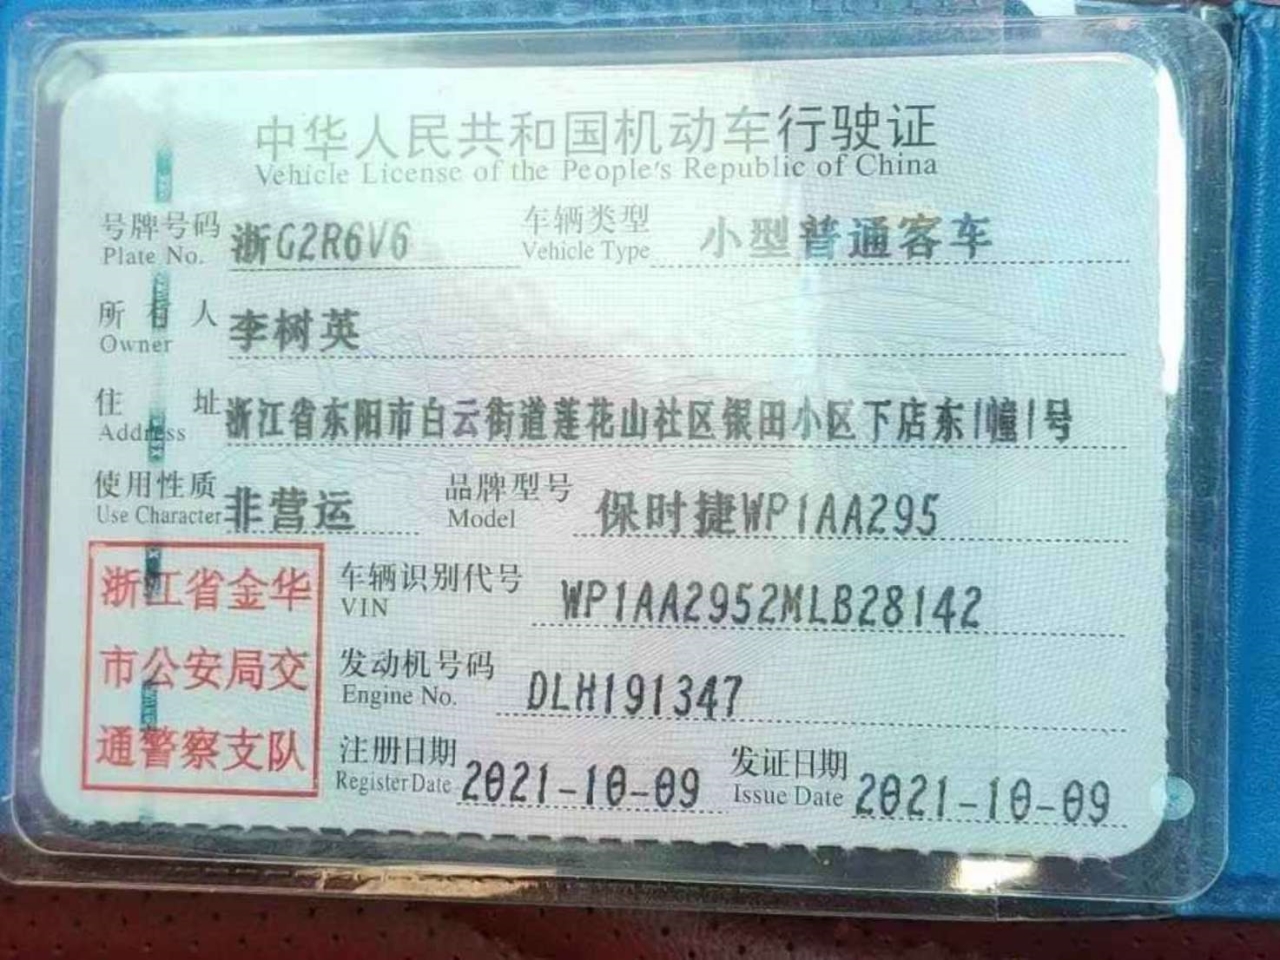 中华人民共和国机动车行驶证
Vehicle License of the People's Republic of China
号牌号码 浙G2R6V6 车辆类型 小型普通客车
Plate No. Vehicle Type
所有人 李树英
Owner
住址 浙江省东阳市白云街道莲花山社区银田小区下店东1幢1号
Address
使用性质 非营运 品牌型号 保时捷WP1AA295
Use Character Model
浙江省金华
市公安局交
通警察支队
车辆识别代号 WP1AA2952MLB28142
VIN
发动机号码 DLH191347
Engine No.
注册日期 2021-10-09 发证日期 2021-10-09
Register Date Issue Date